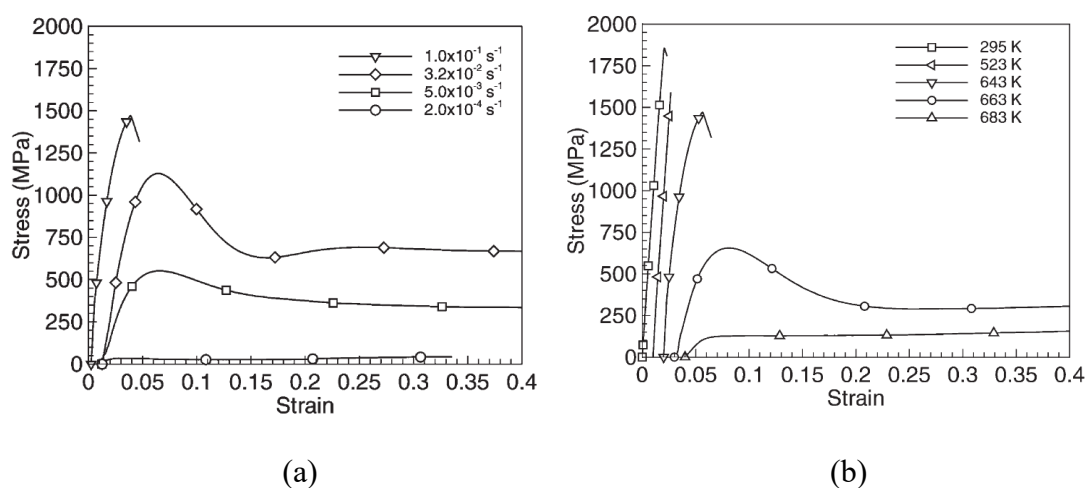 2000
1750
1500
1250
1000
750
500
250
0
Stress (MPa)
0 0.05 0.1 0.15 0.2 0.25 0.3 0.35 0.4
Strain
1.0x10⁻¹ s⁻¹
3.2x10⁻² s⁻¹
5.0x10⁻³ s⁻¹
2.0x10⁻⁴ s⁻¹
(a)
2000
1750
1500
1250
1000
750
500
250
0
Stress (MPa)
0 0.05 0.1 0.15 0.2 0.25 0.3 0.35 0.4
Strain
295 K
523 K
643 K
663 K
683 K
(b)